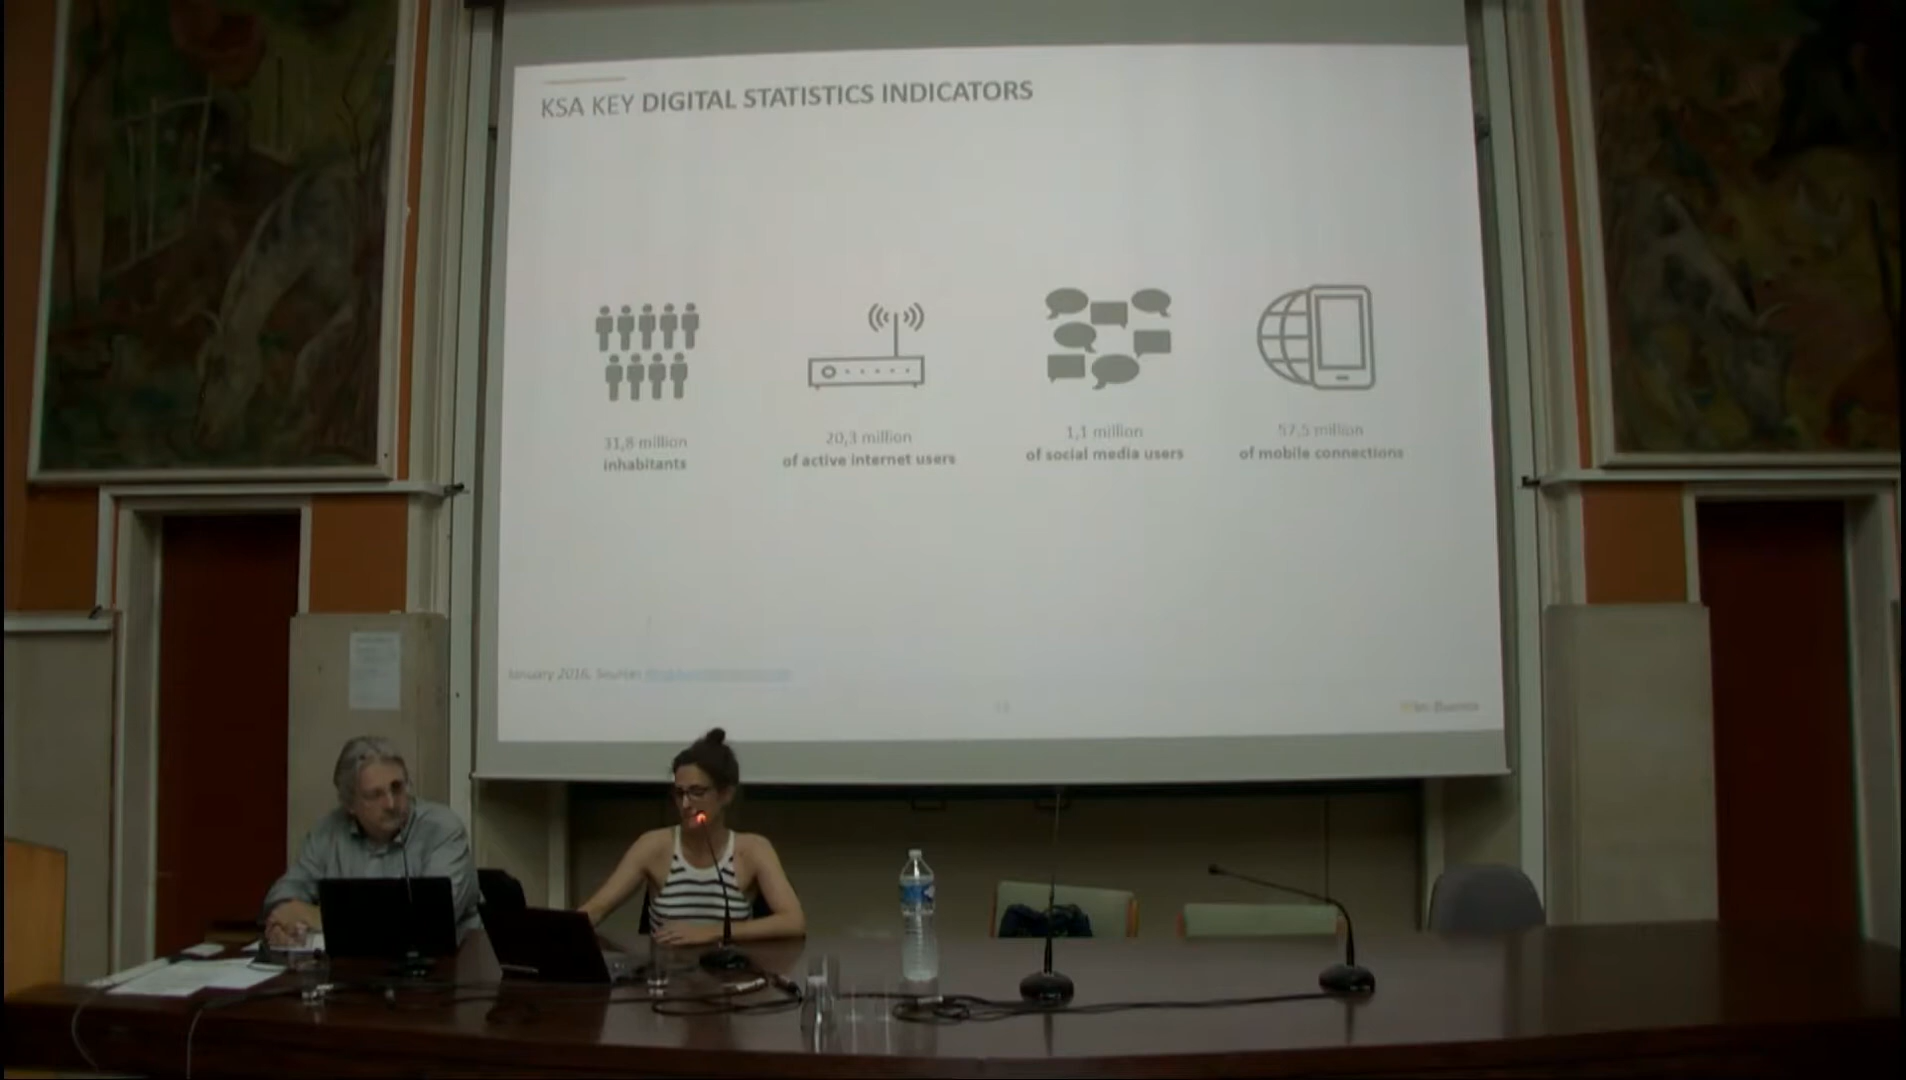 KSA KEY DIGITAL STATISTICS INDICATORS
31,8 million
inhabitants
20,3 million
of active internet users
1,1 million
of social media users
57,5 million
of mobile connections
January 2016, Source: